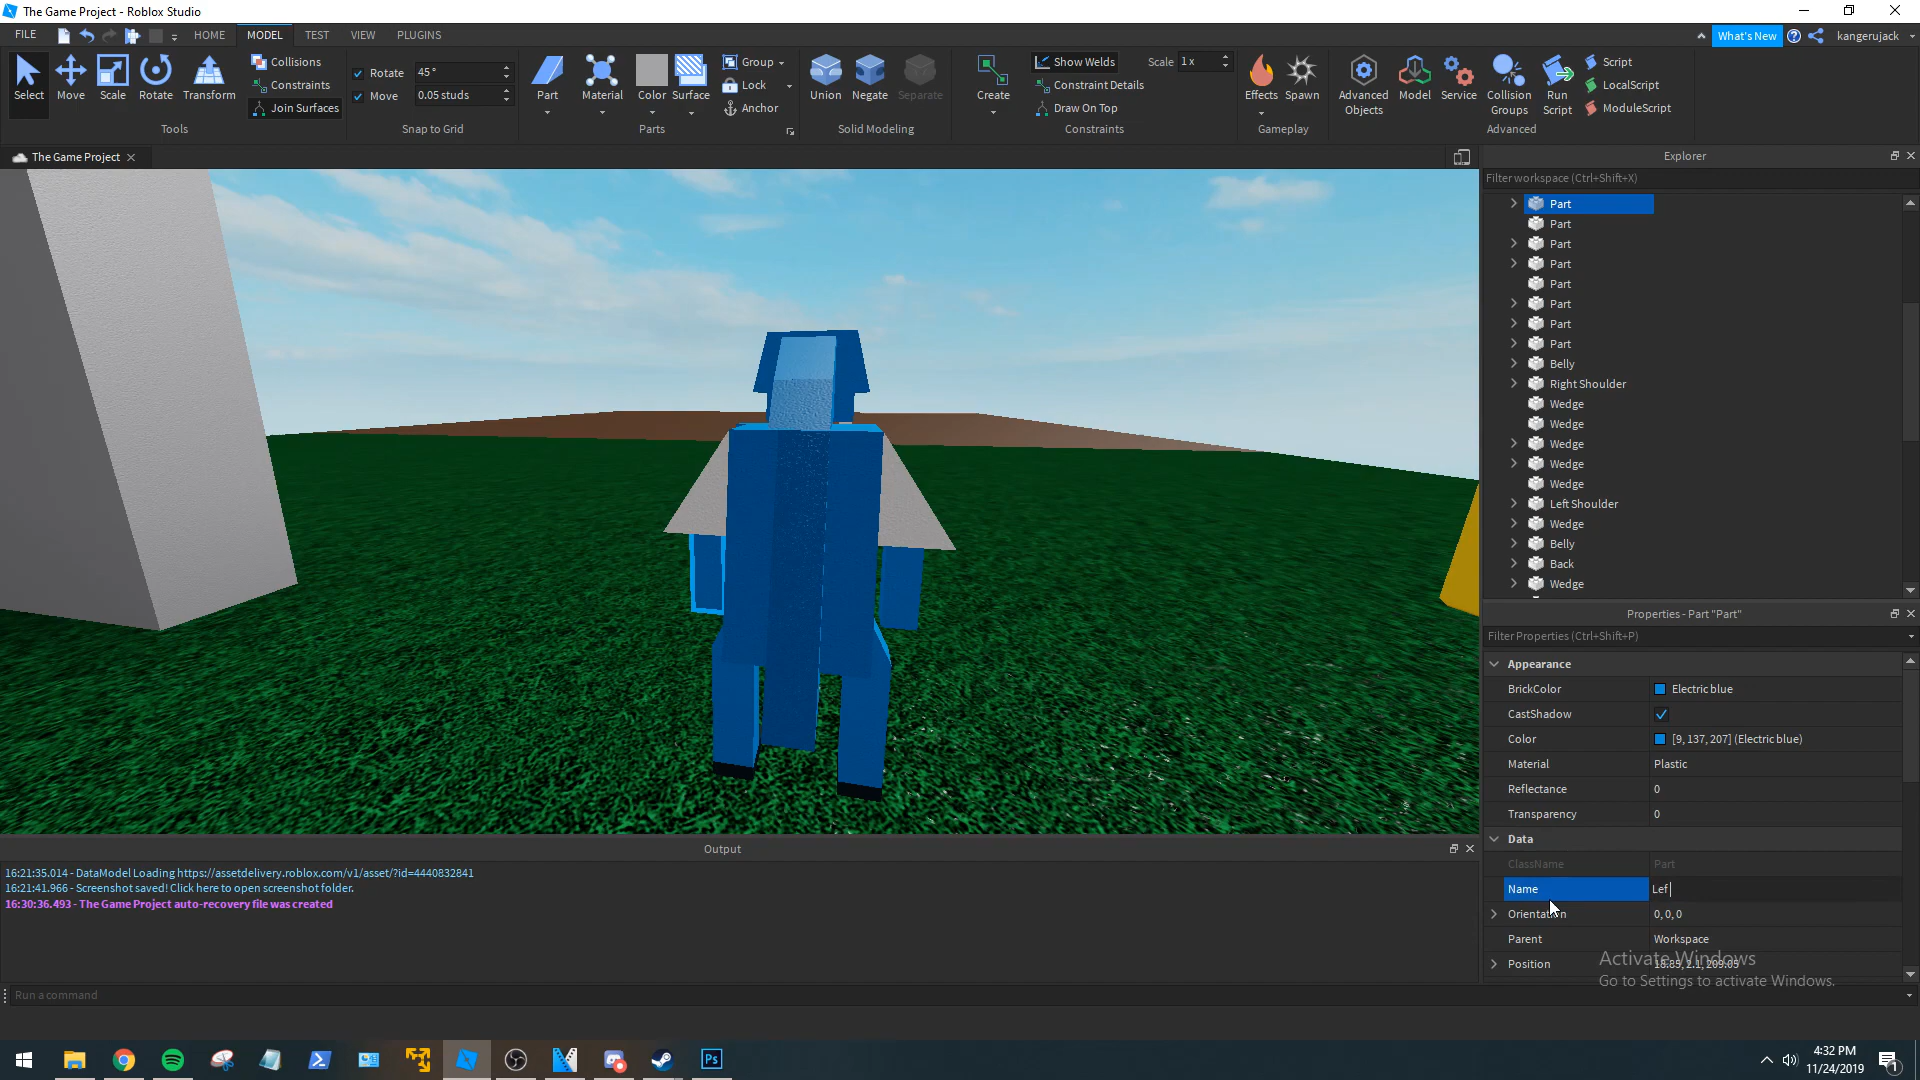 The Game Project - Roblox Studio
FILE HOME MODEL TEST VIEW PLUGINS What's New kangerujack
Select Move Scale Rotate Transform
Collisions
Constraints
Join Surfaces
Tools
Rotate 45°
Move 0.05 studs
Snap to Grid
Part Material Color Surface
Group
Lock
Anchor
Parts
Union Negate Separate
Solid Modeling
Create
Show Welds Scale 1x
Constraint Details
Draw On Top
Constraints
Effects Spawn
Gameplay
Advanced Objects Model Service Collision Groups Run Script
Script
LocalScript
ModuleScript
Advanced
The Game Project
Explorer
Filter workspace (Ctrl+Shift+X)
Part
Part
Part
Part
Part
Part
Part
Part
Belly
Right Shoulder
Wedge
Wedge
Wedge
Wedge
Wedge
Left Shoulder
Wedge
Belly
Back
Wedge
Properties - Part "Part"
Filter Properties (Ctrl+Shift+P)
Appearance
BrickColor Electric blue
CastShadow
Color [9, 137, 207] (Electric blue)
Material Plastic
Reflectance 0
Transparency 0
Data
ClassName Part
Name Lef
Orientation 0, 0, 0
Parent Workspace
Position 18.85, 2.1, 209.05
Activate Windows
Go to Settings to activate Windows.
Output
16:21:35.014 - DataModel Loading https://assetdelivery.roblox.com/v1/asset/?id=4440832841
16:21:41.966 - Screenshot saved! Click here to open screenshot folder.
16:30:36.493 - The Game Project auto-recovery file was created
Run a command
Ps
4:32 PM
11/24/2019
1